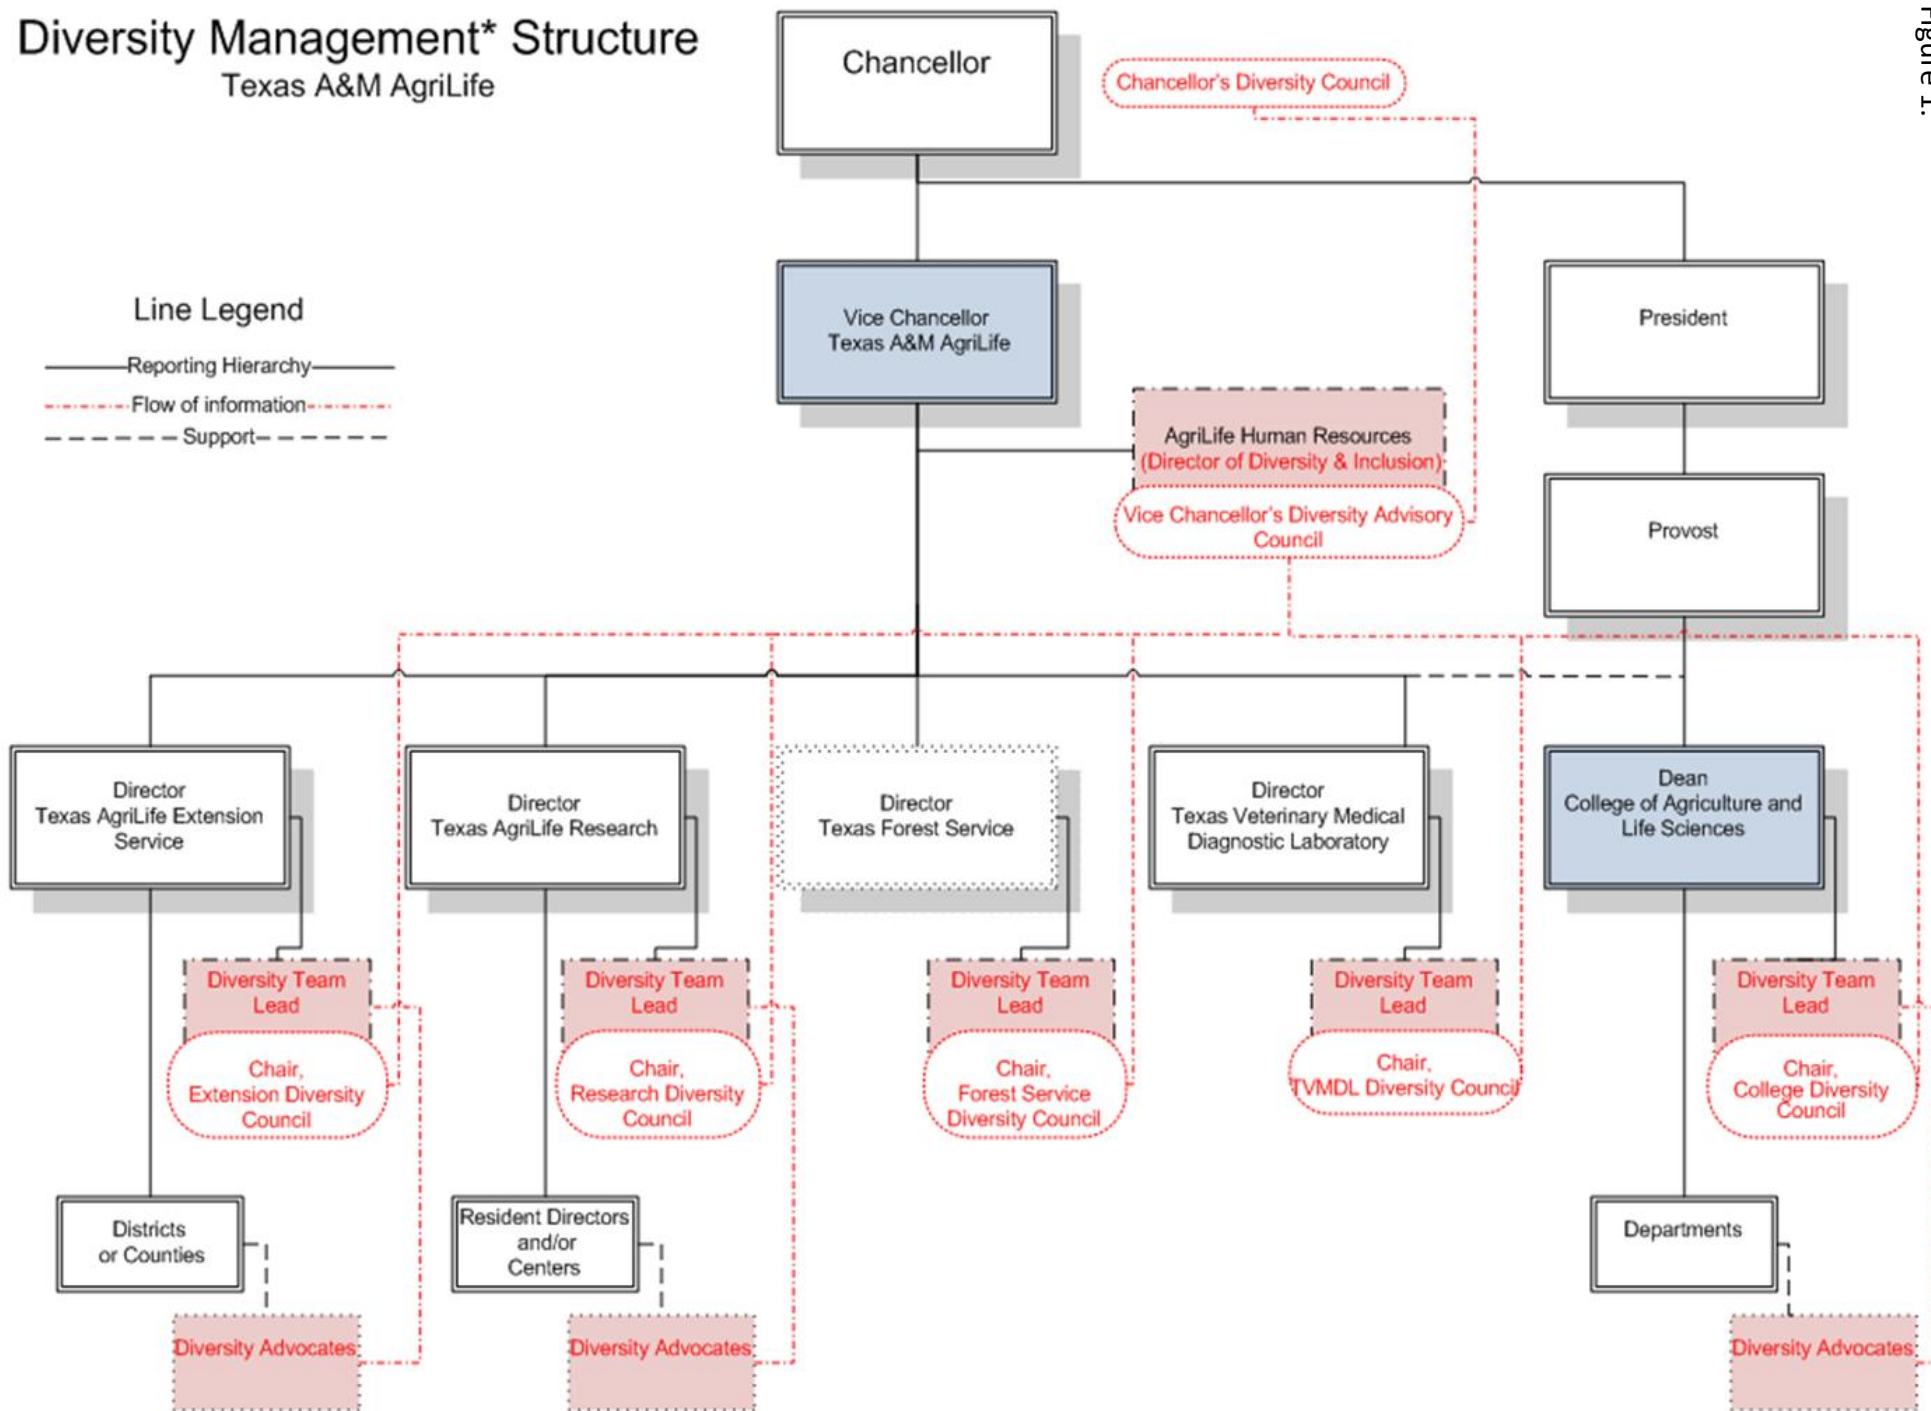 Diversity Management* Structure
Texas A&M AgriLife
Figure 1.
Chancellor
Chancellor's Diversity Council
Line Legend
Reporting Hierarchy
Flow of information
Support
Vice Chancellor
Texas A&M AgriLife
President
AgriLife Human Resources
(Director of Diversity & Inclusion)
Vice Chancellor's Diversity Advisory
Council
Provost
Director
Texas AgriLife Extension
Service
Director
Texas AgriLife Research
Director
Texas Forest Service
Director
Texas Veterinary Medical
Diagnostic Laboratory
Dean
College of Agriculture and
Life Sciences
Diversity Team
Lead
Chair,
Extension Diversity
Council
Diversity Team
Lead
Chair,
Research Diversity
Council
Diversity Team
Lead
Chair,
Forest Service
Diversity Council
Diversity Team
Lead
Chair,
TVMDL Diversity Council
Diversity Team
Lead
Chair,
College Diversity
Council
Districts
or Counties
Resident Directors
and/or
Centers
Departments
Diversity Advocates
Diversity Advocates
Diversity Advocates